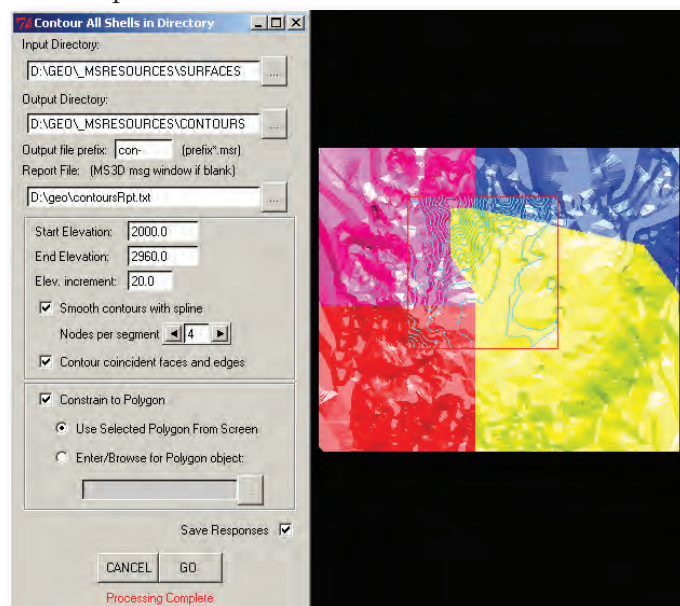 Contour All Shells in Directory
Input Directory:
D:\GEO\_MSRESOURCES\SURFACES
...
Output Directory:
D:\GEO\_MSRESOURCES\CONTOURS
...
Output file prefix: con- (prefix*.msr)
Report File: (MS3D msg window if blank)
D:\geo\contoursRpt.txt
...
Start Elevation: 2000.0
End Elevation: 2960.0
Elev. increment: 20.0
Smooth contours with spline
Nodes per segment 4
Contour coincident faces and edges
Constrain to Polygon
Use Selected Polygon From Screen
Enter/Browse for Polygon object:
Save Responses
CANCEL GO
Processing Complete